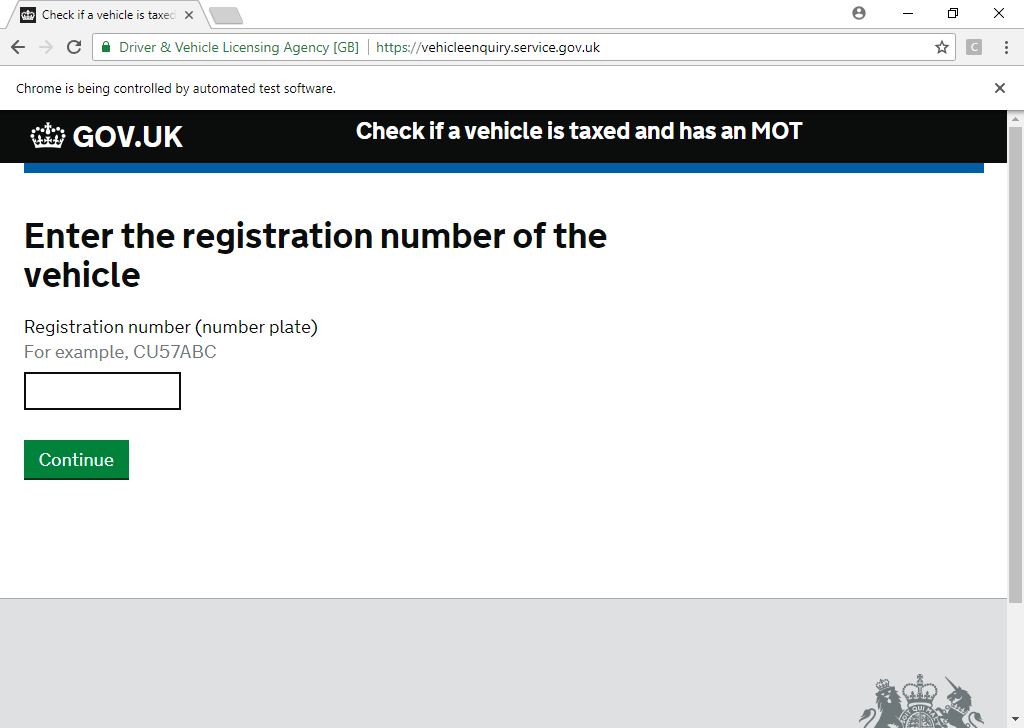 Check if a vehicle is taxed
Driver & Vehicle Licensing Agency [GB]
https://vehicleenquiry.service.gov.uk
C
Chrome is being controlled by automated test software.
GOV.UK
Check if a vehicle is taxed and has an MOT
Enter the registration number of the
vehicle
Registration number (number plate)
For example, CU57ABC
Continue